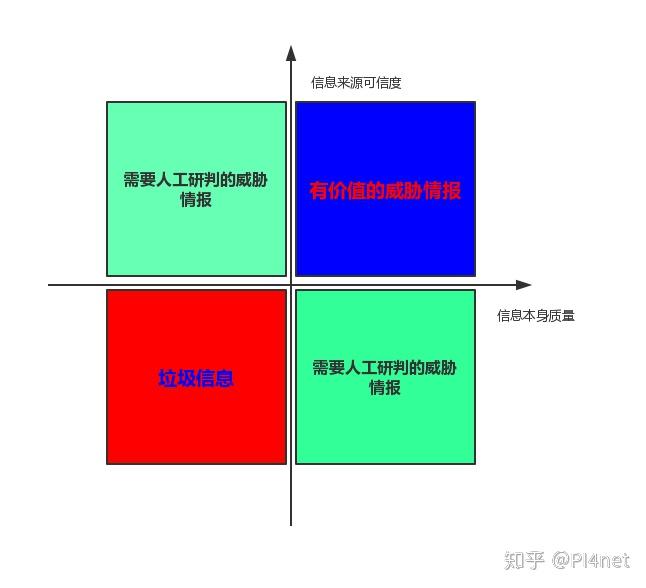 信息来源可信度
需要人工研判的威胁
情报
有价值的威胁情报
信息本身质量
垃圾信息
需要人工研判的威胁
情报
知乎 @Pl4net